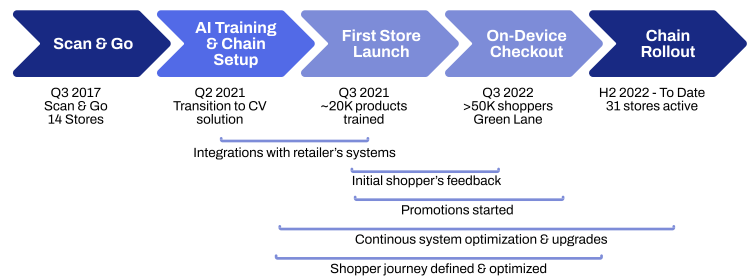 Scan & Go
AI Training
& Chain
Setup
First Store
Launch
On-Device
Checkout
Chain
Rollout
Q3 2017
Scan & Go
14 Stores
Q2 2021
Transition to CV
solution
Q3 2021
~20K products
trained
Q3 2022
>50K shoppers
Green Lane
H2 2022 - To Date
31 stores active
Integrations with retailer's systems
Initial shopper's feedback
Promotions started
Continous system optimization & upgrades
Shopper journey defined & optimized